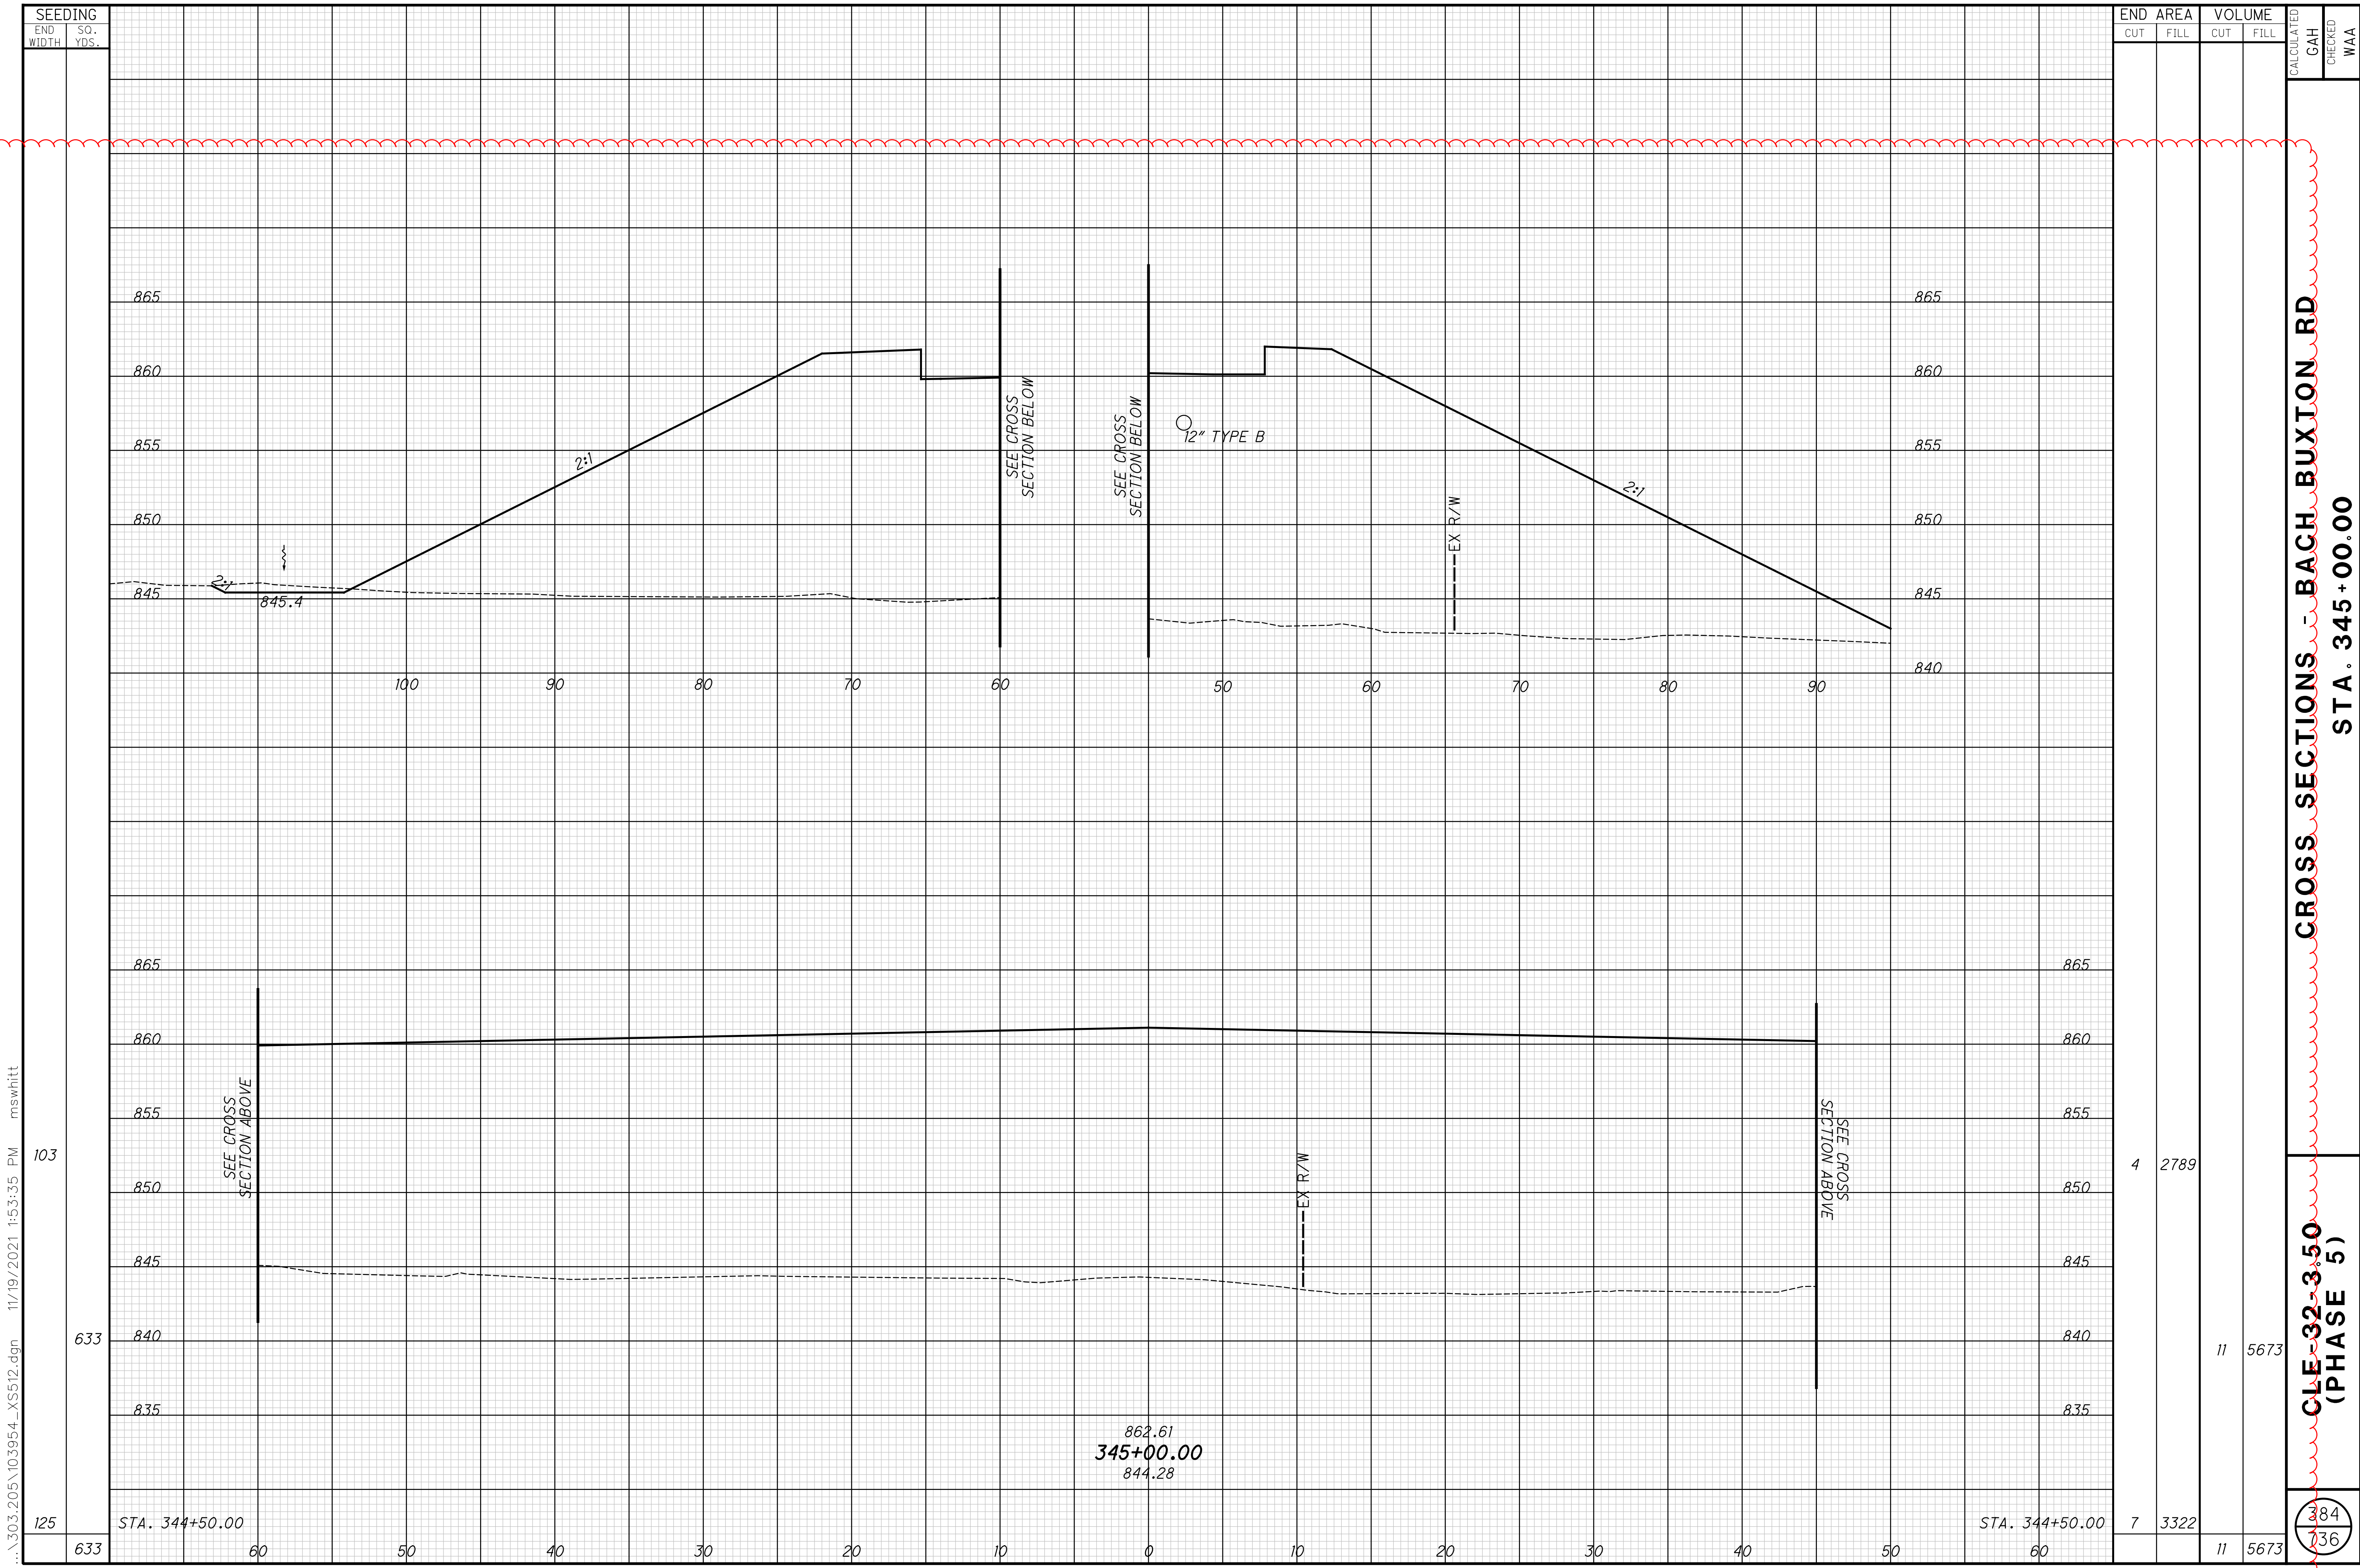 SEEDING
END WIDTH
SQ. YDS.
END AREA
VOLUME
CUT
FILL
CUT
FILL
CALCULATED
GAH
CHECKED
WAA
865
865
860
860
855
855
850
850
845
845
840
2:1
845.4
2:1
SEE CROSS
SECTION BELOW
SEE CROSS
SECTION BELOW
12" TYPE B
EX R/W
2:1
100
90
80
70
60
50
60
70
80
90
865
865
860
860
855
855
850
850
845
845
840
840
835
835
SEE CROSS
SECTION ABOVE
EX R/W
SEE CROSS
SECTION ABOVE
103
4
2789
633
11
5673
862.61
345+00.00
844.28
125
STA. 344+50.00
STA. 344+50.00
7
3322
633
60
50
40
30
20
10
0
10
20
30
40
50
60
11
5673
CROSS SECTIONS - BACH BUXTON RD
STA. 345+00.00
CLE-32-3.50
(PHASE 5)
384
736
...\303.205\103954_XS512.dgn 11/19/2021 1:53:35 PM mswhitt